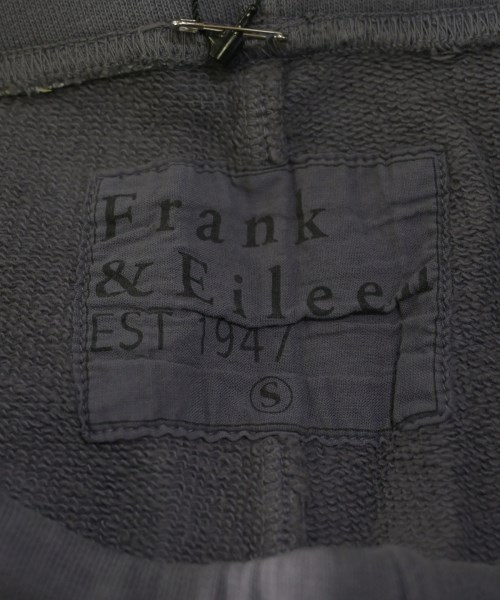 Frank
& Eileen
EST 1947
S